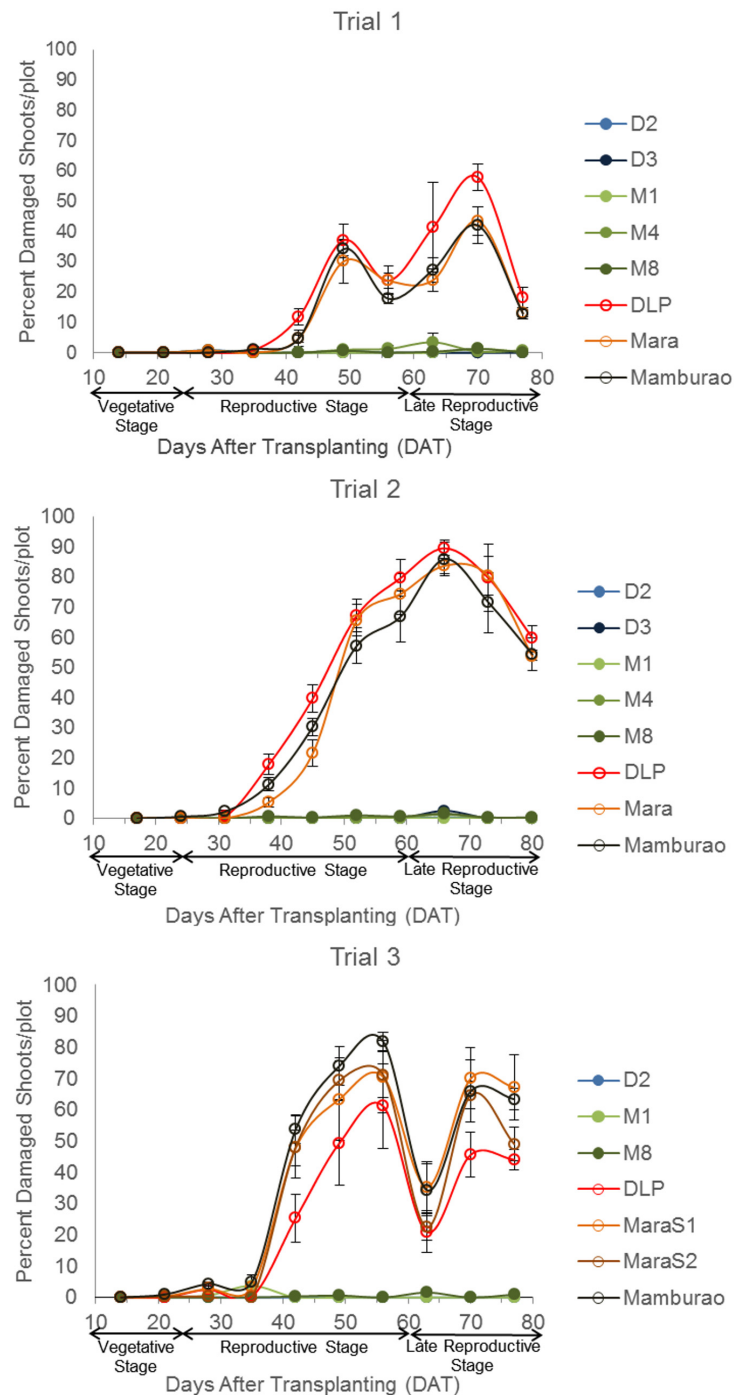 Trial 1
Percent Damaged Shoots/plot
100
90
80
70
60
50
40
30
20
10
0
10 20 30 40 50 60 70 80
Vegetative Stage
Reproductive Stage
Late Reproductive Stage
Days After Transplanting (DAT)
D2
D3
M1
M4
M8
DLP
Mara
Mamburao
Trial 2
Percent Damaged Shoots/plot
100
90
80
70
60
50
40
30
20
10
0
10 20 30 40 50 60 70 80
Vegetative Stage
Reproductive Stage
Late Reproductive Stage
Days After Transplanting (DAT)
D2
D3
M1
M4
M8
DLP
Mara
Mamburao
Trial 3
Percent Damaged Shoots/plot
100
90
80
70
60
50
40
30
20
10
0
10 20 30 40 50 60 70 80
Vegetative Stage
Reproductive Stage
Late Reproductive Stage
Days After Transplanting (DAT)
D2
M1
M8
DLP
MaraS1
MaraS2
Mamburao